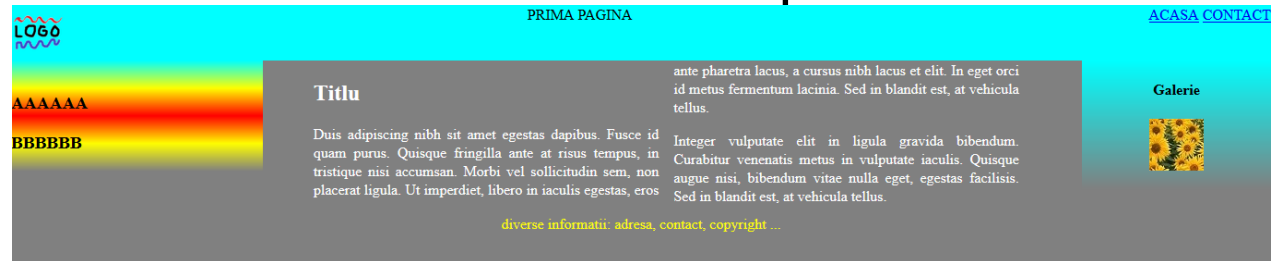 LOGO
PRIMA PAGINA
ACASA CONTACT
AAAAAA
BBBBBB
Titlu
Duis adipiscing nibh sit amet egestas dapibus. Fusce id
quam purus. Quisque fringilla ante at risus tempus, in
tristique nisi accumsan. Morbi vel sollicitudin sem, non
placerat ligula. Ut imperdiet, libero in iaculis egestas, eros
ante pharetra lacus, a cursus nibh lacus et elit. In eget orci
id metus fermentum lacinia. Sed in blandit est, at vehicula
tellus.
Integer vulputate elit in ligula gravida bibendum.
Curabitur venenatis metus in vulputate iaculis. Quisque
augue nisi, bibendum vitae nulla eget, egestas facilisis.
Sed in blandit est, at vehicula tellus.
Galerie
diverse informatii: adresa, contact, copyright ...